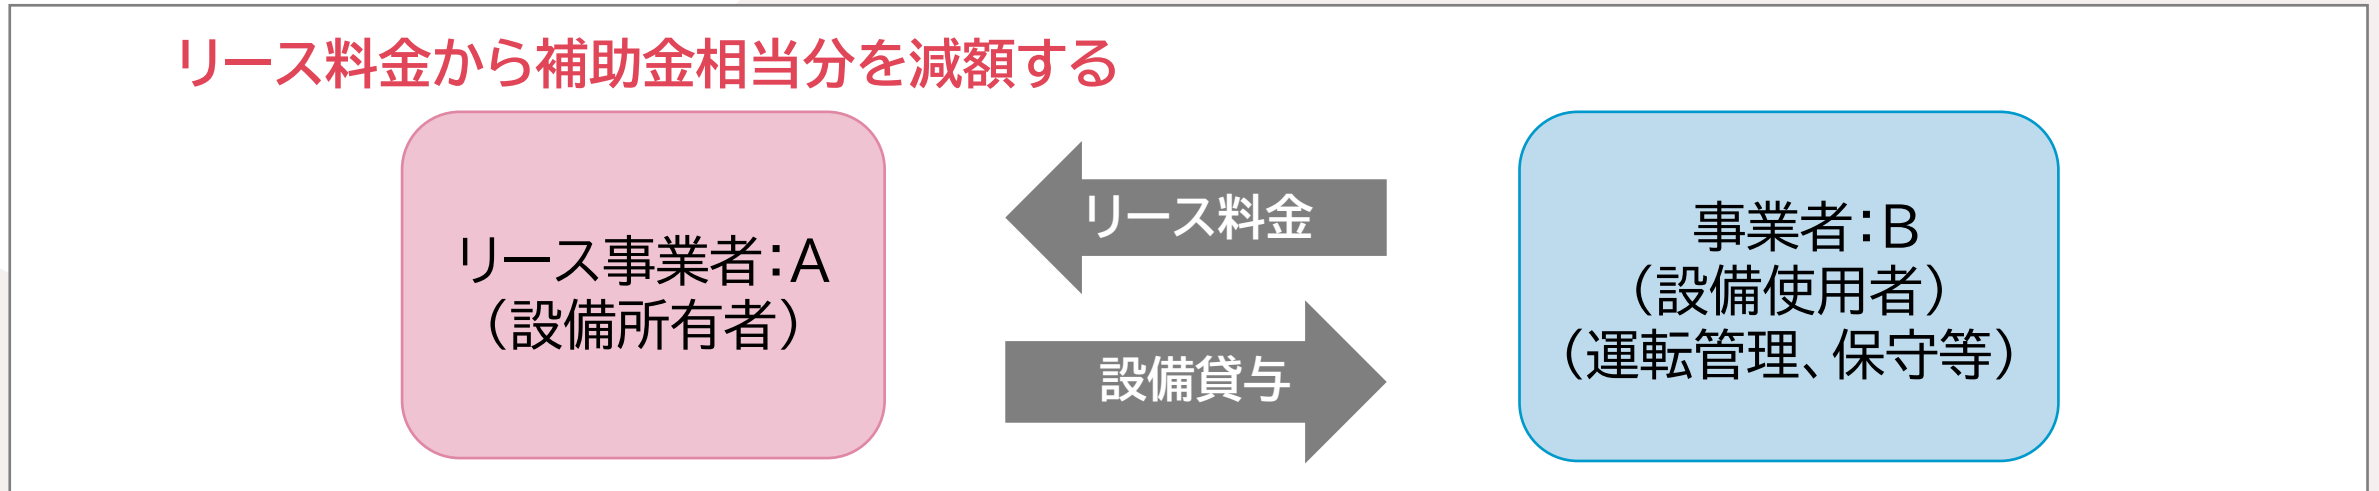 リース料金から補助金相当分を減額する
リース事業者：A
（設備所有者）
リース料金
設備貸与
事業者：B
（設備使用者）
（運転管理、保守等）